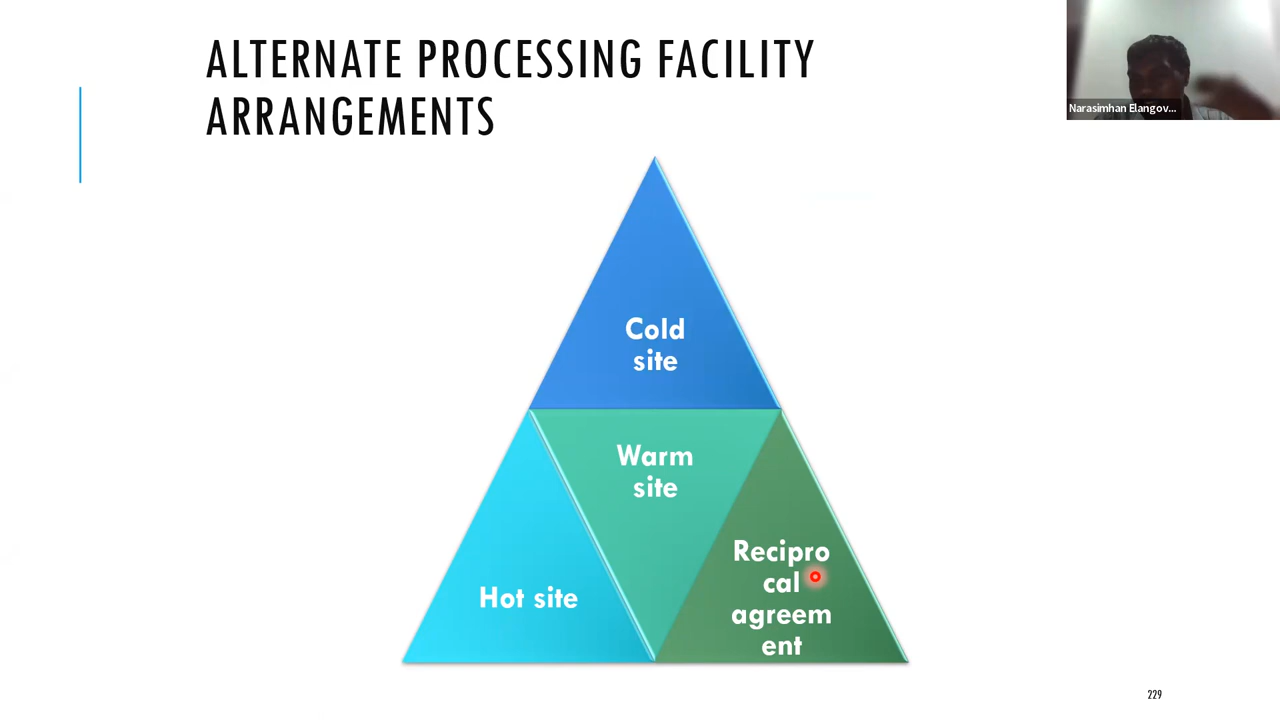 ALTERNATE PROCESSING FACILITY
ARRANGEMENTS
Narasimhan Elangov...
Cold
site
Warm
site
Hot site
Recipro
cal
agreem
ent
229